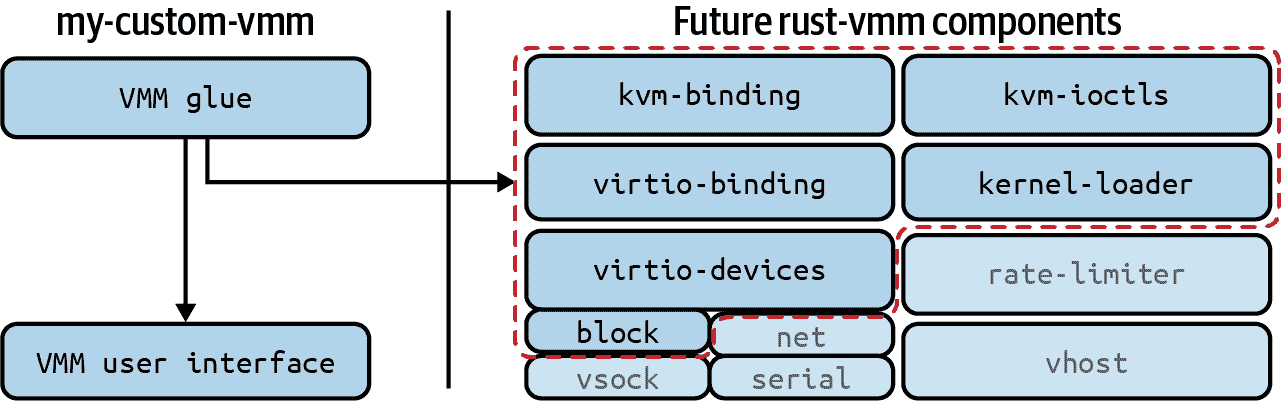 my-custom-vmm
Future rust-vmm components
VMM glue
VMM user interface
kvm-binding
kvm-ioctls
virtio-binding
kernel-loader
virtio-devices
rate-limiter
block
net
vhost
vsock
serial